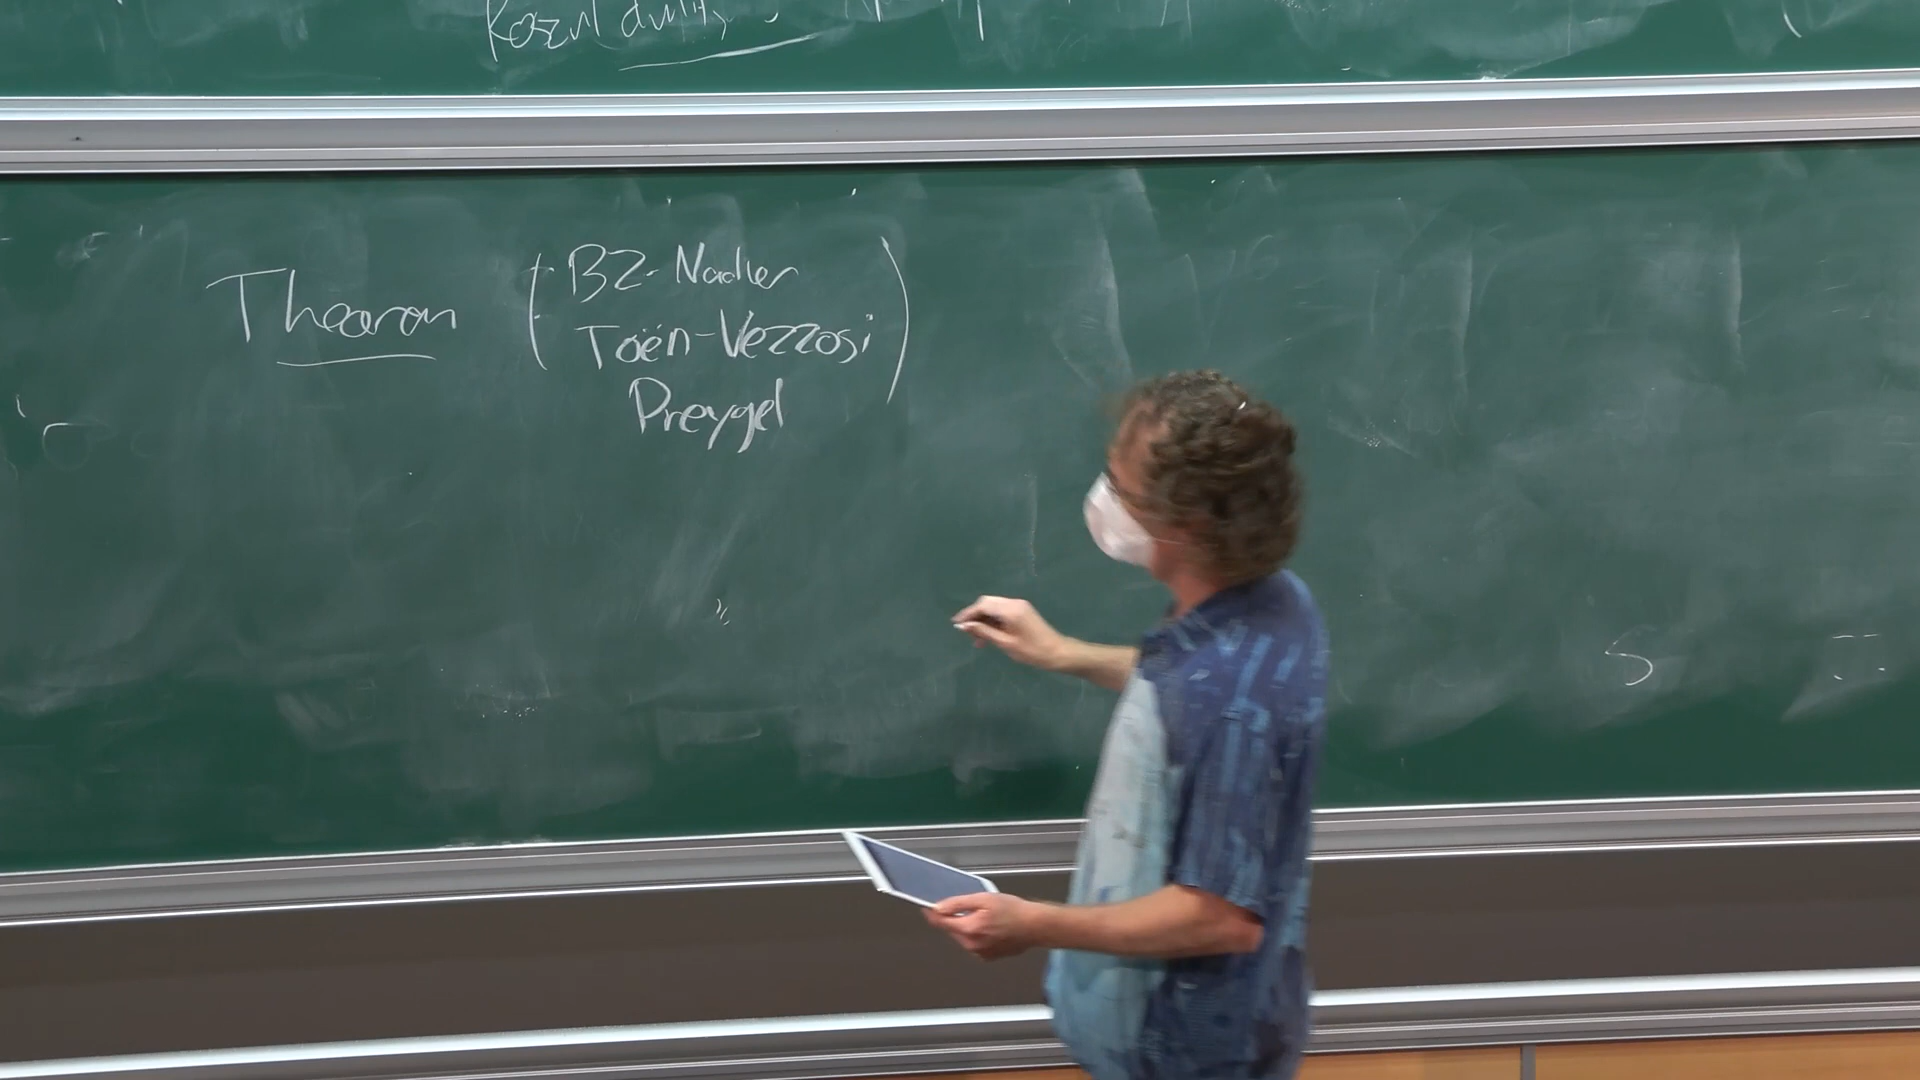 Koszul duality
Theorem ( BZ-Nadler
Toën-Vezzosi )
Preygel
S